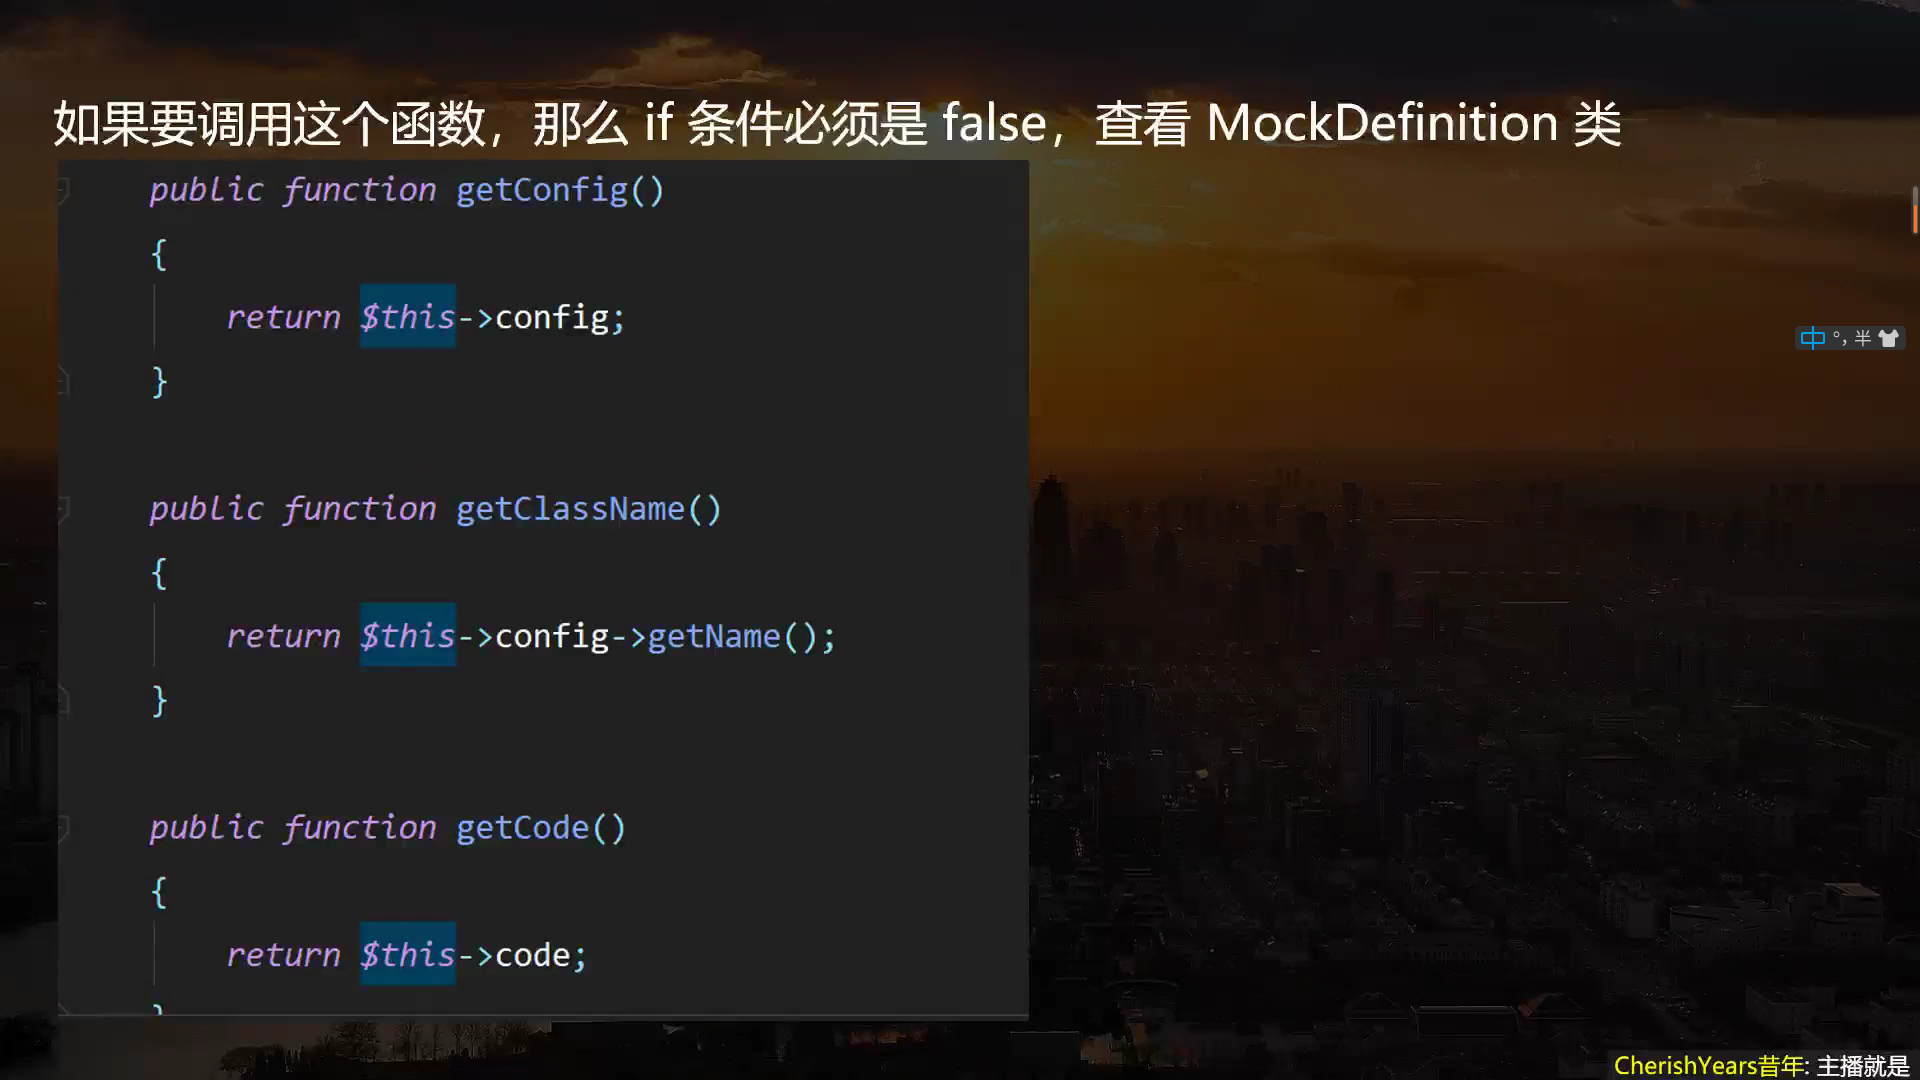 如果要调用这个函数，那么 if 条件必须是 false，查看 MockDefinition 类
public function getConfig()
{
return $this->config;
}
public function getClassName()
{
return $this->config->getName();
}
public function getCode()
{
return $this->code;
}
中 °, 半
CherishYears昔年: 主播就是